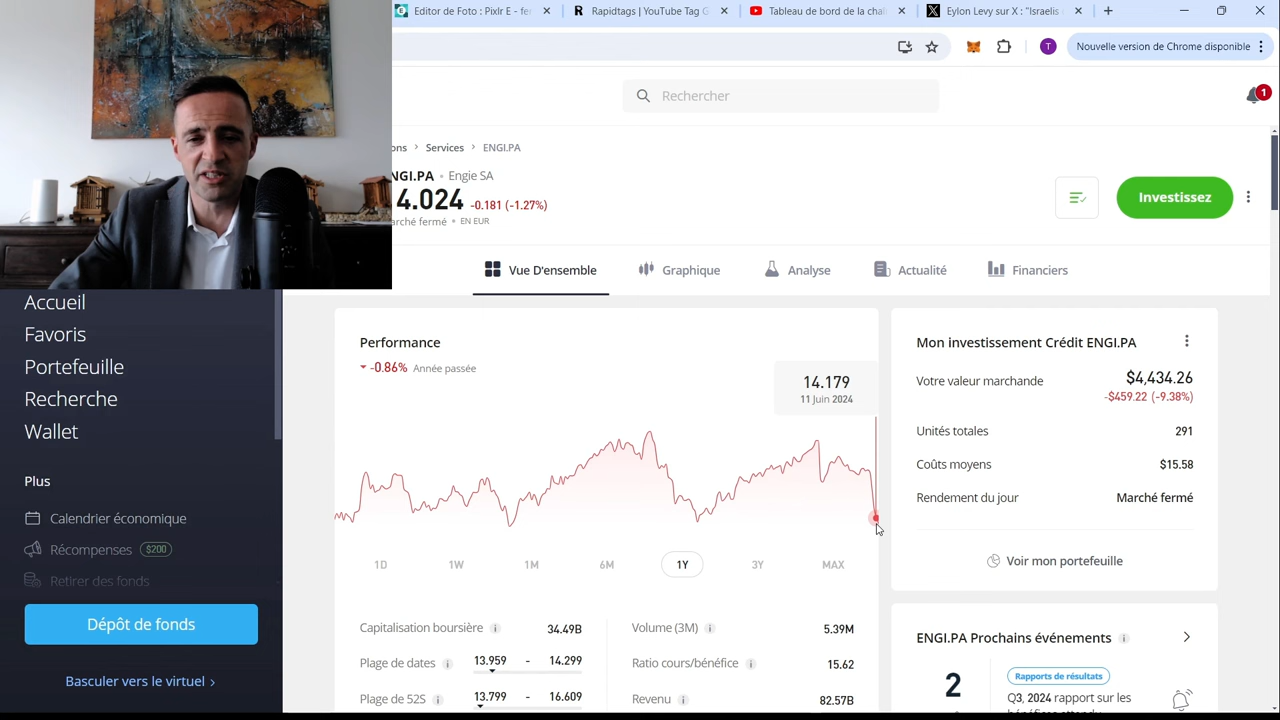 Editor de Foto : Pixlr E - fer
Rapidtags | YouTube Tag G
Tableau de bord de la chaî
Eylon Levy sur X : "Israelis
T
Nouvelle version de Chrome disponible
Rechercher
1
ons > Services > ENGI.PA
NGI.PA • Engie SA
4.024 -0.181 (-1.27%)
arché fermé • EN EUR
Investissez
Vue D'ensemble
Graphique
Analyse
Actualité
Financiers
Accueil
Favoris
Portefeuille
Recherche
Wallet
Plus
Calendrier économique
Récompenses $200
Retirer des fonds
Dépôt de fonds
Basculer vers le virtuel >
Performance
-0.86% Année passée
14.179
11 Juin 2024
1D 1W 1M 6M 1Y 3Y MAX
Capitalisation boursière 34.49B
Plage de dates 13.959 - 14.299
Plage de 52S 13.799 - 16.609
Volume (3M) 5.39M
Ratio cours/bénéfice 15.62
Revenu 82.57B
Mon investissement Crédit ENGI.PA
Votre valeur marchande $4,434.26
-$459.22 (-9.38%)
Unités totales 291
Coûts moyens $15.58
Rendement du jour Marché fermé
Voir mon portefeuille
ENGI.PA Prochains événements
2
Rapports de résultats
Q3, 2024 rapport sur les